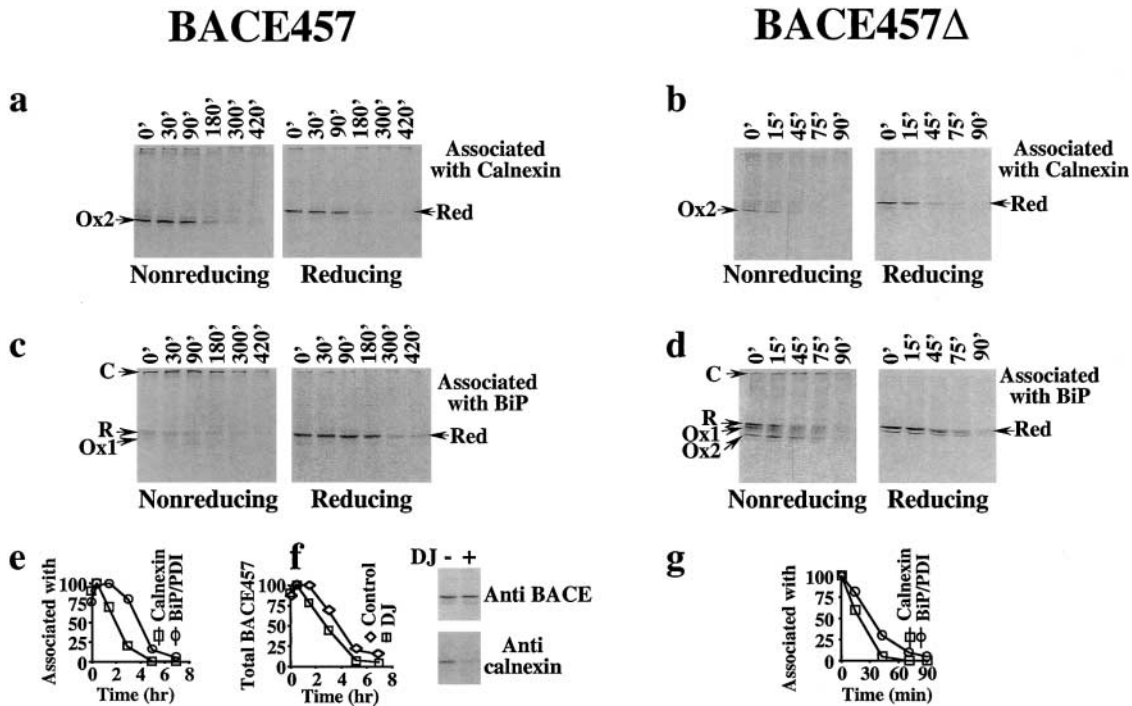 BACE457
BACE457Δ
a
0' 30' 90' 180' 300' 420'
0' 30' 90' 180' 300' 420'
Associated
with Calnexin
Ox2
Red
Nonreducing
Reducing
b
0' 15' 45' 75' 90'
0' 15' 45' 75' 90'
Associated
with Calnexin
Ox2
Red
Nonreducing
Reducing
c
0' 30' 90' 180' 300' 420'
0' 30' 90' 180' 300' 420'
Associated
with BiP
C
R
Ox1
Red
Nonreducing
Reducing
d
0' 15' 45' 75' 90'
0' 15' 45' 75' 90'
Associated
with BiP
C
R
Ox1
Ox2
Red
Nonreducing
Reducing
e
Associated with
100
75
50
25
0
Calnexin
BiP/PDI
0 2 4 6 8
Time (hr)
f
Total BACE457
100
75
50
25
0
Control
DJ
0 2 4 6 8
Time (hr)
DJ - +
Anti BACE
Anti
calnexin
g
Associated with
100
75
50
25
0
Calnexin
BiP/PDI
0 30 60 90
Time (min)